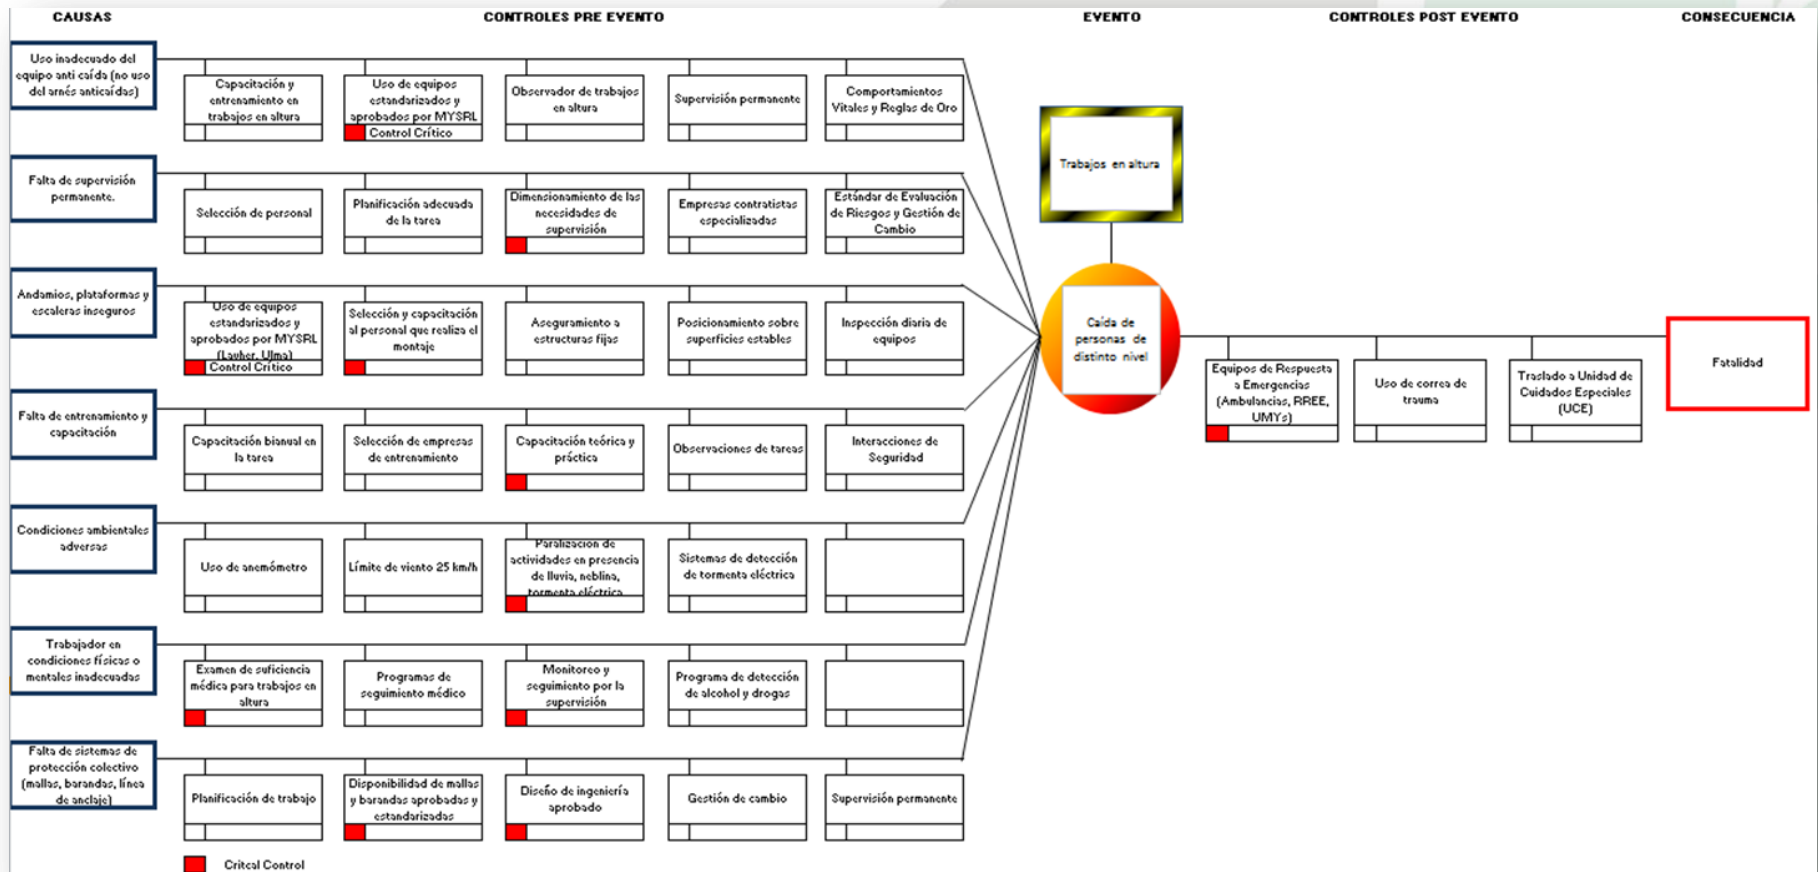 CAUSAS
CONTROLES PRE EVENTO
EVENTO
CONTROLES POST EVENTO
CONSECUENCIA
Uso inadecuado del
equipo anti caída (no uso
del arnés anticaídas)
Capacitación y
entrenamiento en
trabajos en altura
Uso de equipos
estandarizados y
aprobados por MYSRL
Control Crítico
Observador de trabajos
en altura
Supervisión permanente
Comportamientos
Vitales y Reglas de Oro
Falta de supervisión
permanente.
Selección de personal
Planificación adecuada
de la tarea
Dimensionamiento de las
necesidades de
supervisión
Empresas contratistas
especializadas
Estándar de Evaluación
de Riesgos y Gestión de
Cambio
Andamios, plataformas y
escaleras inseguros
Uso de equipos
estandarizados y
aprobados por MYSRL
(Layher, Ulma)
Control Crítico
Selección y capacitación
al personal que realiza el
montaje
Aseguramiento a
estructuras fijas
Posicionamiento sobre
superficies estables
Inspección diaria de
equipos
Falta de entrenamiento y
capacitación
Capacitación bianual en
la tarea
Selección de empresas
de entrenamiento
Capacitación teórica y
práctica
Observaciones de tareas
Interacciones de
Seguridad
Condiciones ambientales
adversas
Uso de anemómetro
Límite de viento 25 km/h
Paralización de
actividades en presencia
de lluvia, neblina,
tormenta eléctrica
Sistemas de detección
de tormenta eléctrica
Trabajador en
condiciones físicas o
mentales inadecuadas
Examen de suficiencia
médica para trabajos en
altura
Programas de
seguimiento médico
Monitoreo y
seguimiento por la
supervisión
Programa de detección
de alcohol y drogas
Falta de sistemas de
protección colectivo
(mallas, barandas, línea
de anclaje)
Planificación de trabajo
Disponibilidad de mallas
y barandas aprobadas y
estandarizadas
Diseño de ingeniería
aprobado
Gestión de cambio
Supervisión permanente
Critcal Control
Trabajos en altura
Caída de
personas de
distinto nivel
Equipos de Respuesta
a Emergencias
(Ambulancias, RREE,
UMYs)
Uso de correa de
trauma
Traslado a Unidad de
Cuidados Especiales
(UCE)
Fatalidad